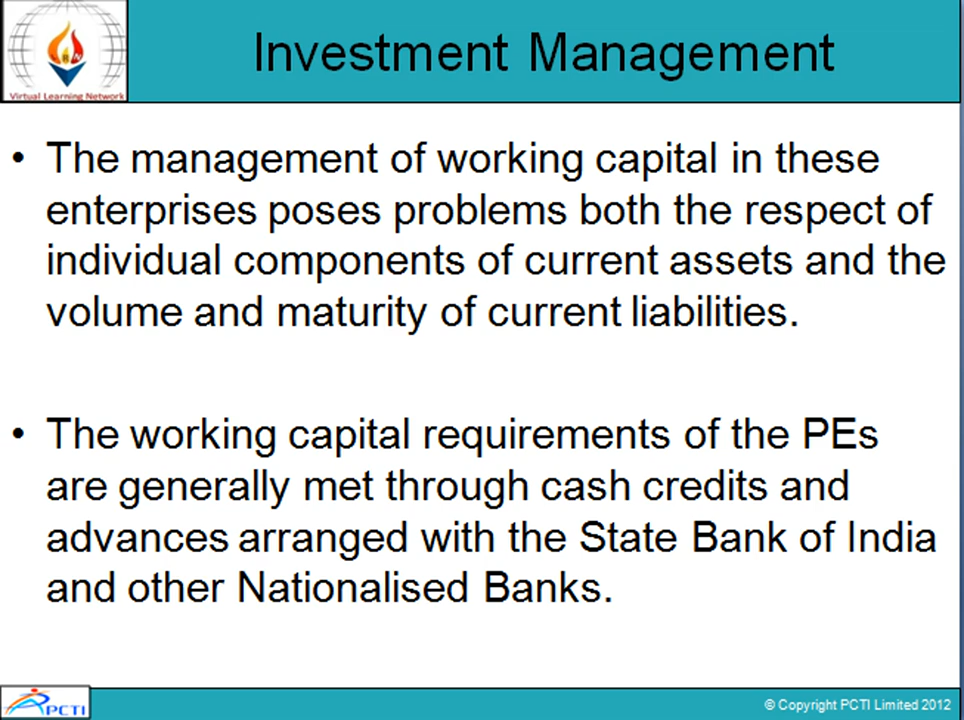 Virtual Learning Network
Investment Management
• The management of working capital in these
enterprises poses problems both the respect of
individual components of current assets and the
volume and maturity of current liabilities.
• The working capital requirements of the PEs
are generally met through cash credits and
advances arranged with the State Bank of India
and other Nationalised Banks.
PCTI
© Copyright PCTI Limited 2012